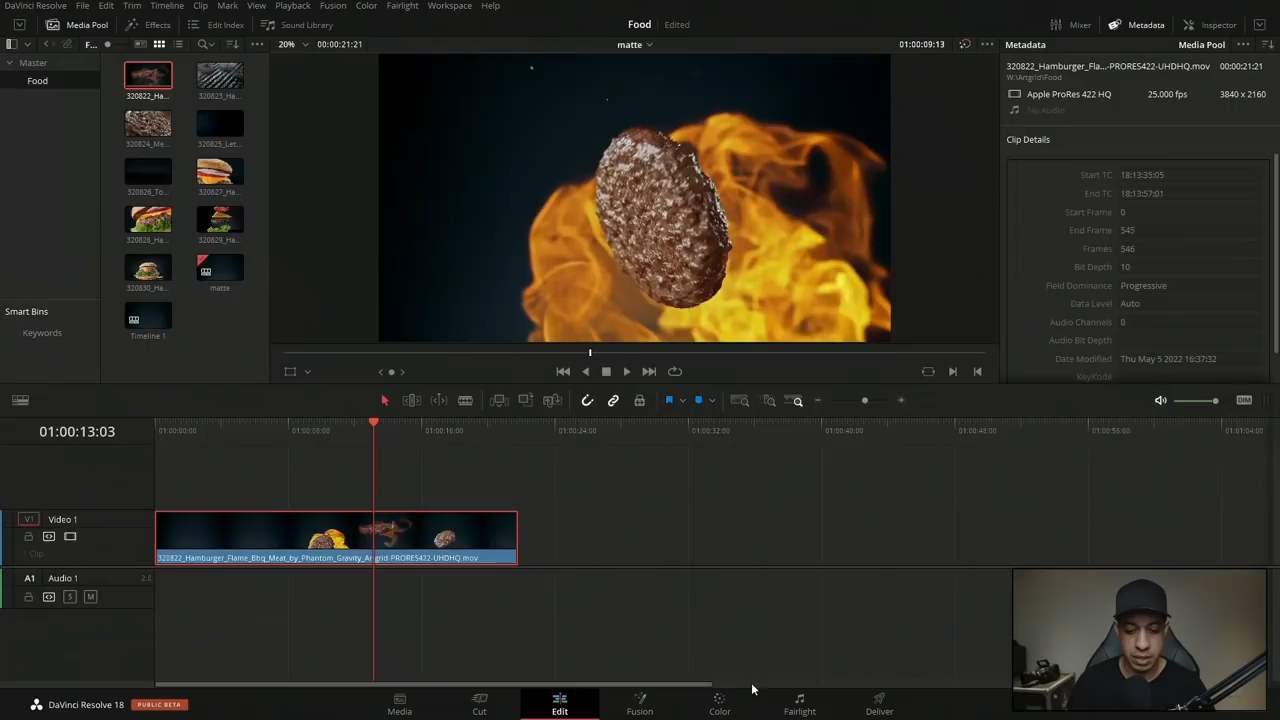 DaVinci Resolve File Edit Trim Timeline Clip Mark View Playback Fusion Color Fairlight Workspace Help
Media Pool Effects Edit Index Sound Library Food Edited Mixer Metadata Inspector
F... 20% 00:00:21:21 matte 01:00:09:13 Metadata Media Pool
Master
Food
320822_Ha... 320823_Ha...
320824_Me... 320825_Let...
320826_To... 320827_Ha...
320828_Ha... 320829_Ha...
320830_Ha... matte
Timeline 1
Smart Bins
Keywords
320822_Hamburger_Fla...-PRORES422-UHDHQ.mov 00:00:21:21
W:\Artgrid\Food
Apple ProRes 422 HQ 25.000 fps 3840 x 2160
No Audio
Clip Details
Start TC 18:13:35:05
End TC 18:13:57:01
Start Frame 0
End Frame 545
Frames 546
Bit Depth 10
Field Dominance Progressive
Data Level Auto
Audio Channels 0
Audio Bit Depth
Date Modified Thu May 5 2022 16:37:32
KeyKode
DIM
01:00:13:03 01:00:00:00 01:00:08:00 01:00:16:00 01:00:24:00 01:00:32:00 01:00:40:00 01:00:48:00 01:00:56:00 01:01:04:00
V1 Video 1
1 Clip
320822_Hamburger_Flame_Bbq_Meat_by_Phantom_Gravity_Artgrid-PRORES422-UHDHQ.mov
A1 Audio 1 2.0
S M
DaVinci Resolve 18 PUBLIC BETA Media Cut Edit Fusion Color Fairlight Deliver